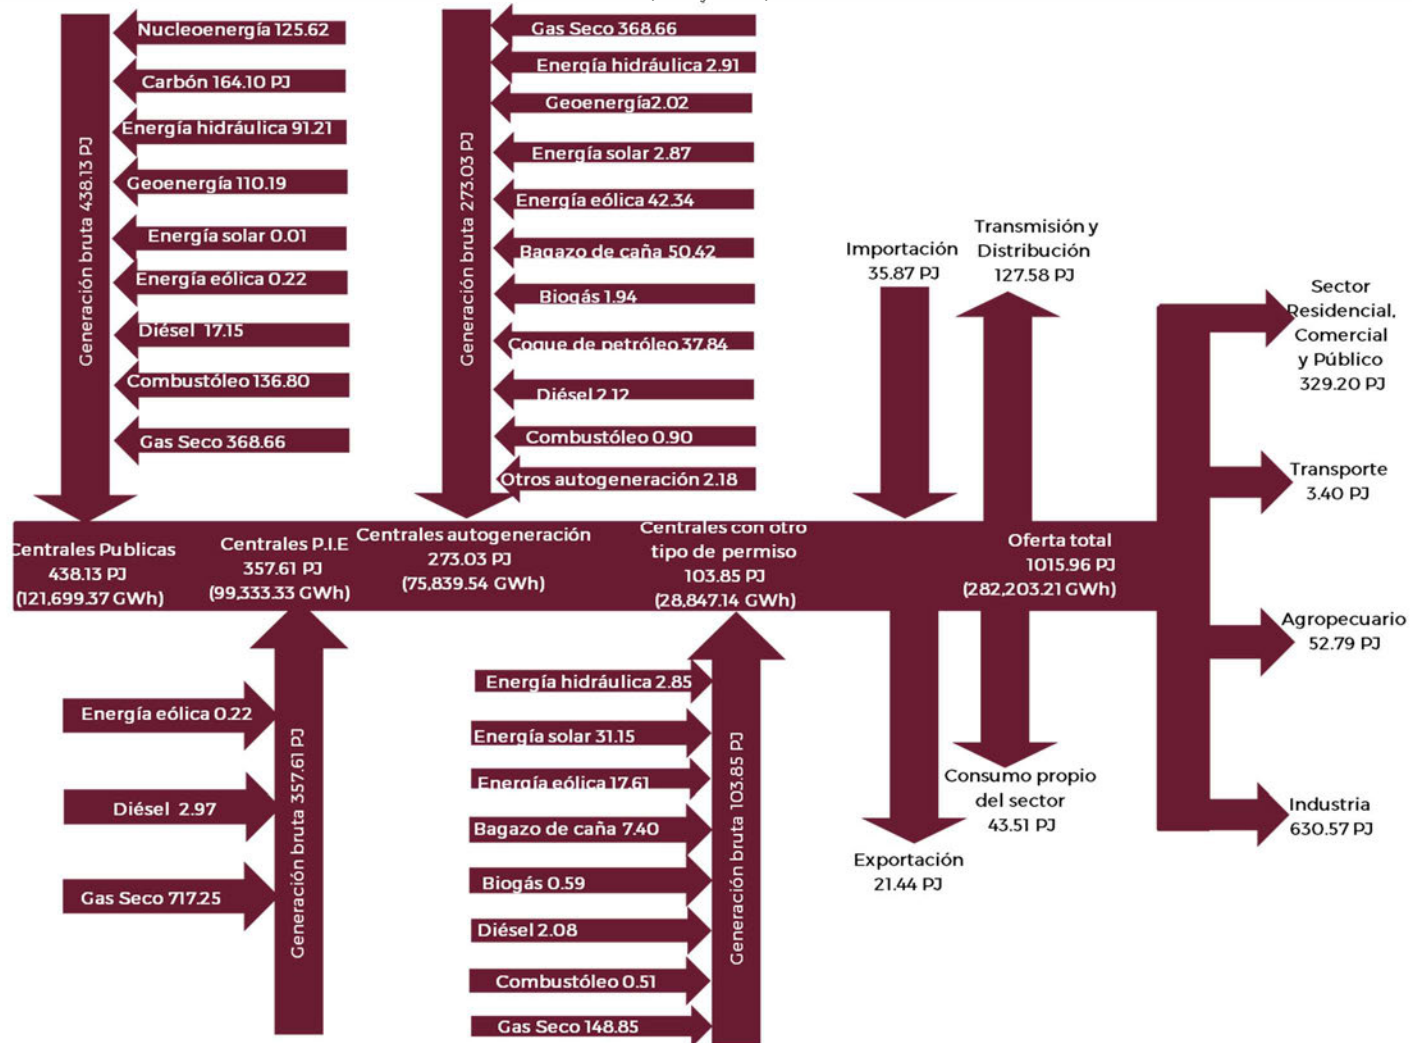 Nucleoenergía 125.62
Carbón 164.10 PJ
Energía hidráulica 91.21
Geoenergía 110.19
Energía solar 0.01
Energía eólica 0.22
Diésel 17.15
Combustóleo 136.80
Gas Seco 368.66
Generación bruta 438.13 PJ
Gas Seco 368.66
Energía hidráulica 2.91
Geoenergía2.02
Energía solar 2.87
Energía eólica 42.34
Bagazo de caña 50.42
Biogás 1.94
Coque de petróleo 37.84
Diésel 2.12
Combustóleo 0.90
Otros autogeneración 2.18
Generación bruta 273.03 PJ
Importación
35.87 PJ
Transmisión y
Distribución
127.58 PJ
Sector
Residencial,
Comercial
y Público
329.20 PJ
Transporte
3.40 PJ
Agropecuario
52.79 PJ
Industria
630.57 PJ
Centrales Publicas
438.13 PJ
(121,699.37 GWh)
Centrales P.I.E
357.61 PJ
(99,333.33 GWh)
Centrales autogeneración
273.03 PJ
(75,839.54 GWh)
Centrales con otro
tipo de permiso
103.85 PJ
(28,847.14 GWh)
Oferta total
1015.96 PJ
(282,203.21 GWh)
Energía eólica 0.22
Diésel 2.97
Gas Seco 717.25
Generación bruta 357.61 PJ
Energía hidráulica 2.85
Energía solar 31.15
Energía eólica 17.61
Bagazo de caña 7.40
Biogás 0.59
Diésel 2.08
Combustóleo 0.51
Gas Seco 148.85
Generación bruta 103.85 PJ
Exportación
21.44 PJ
Consumo propio
del sector
43.51 PJ